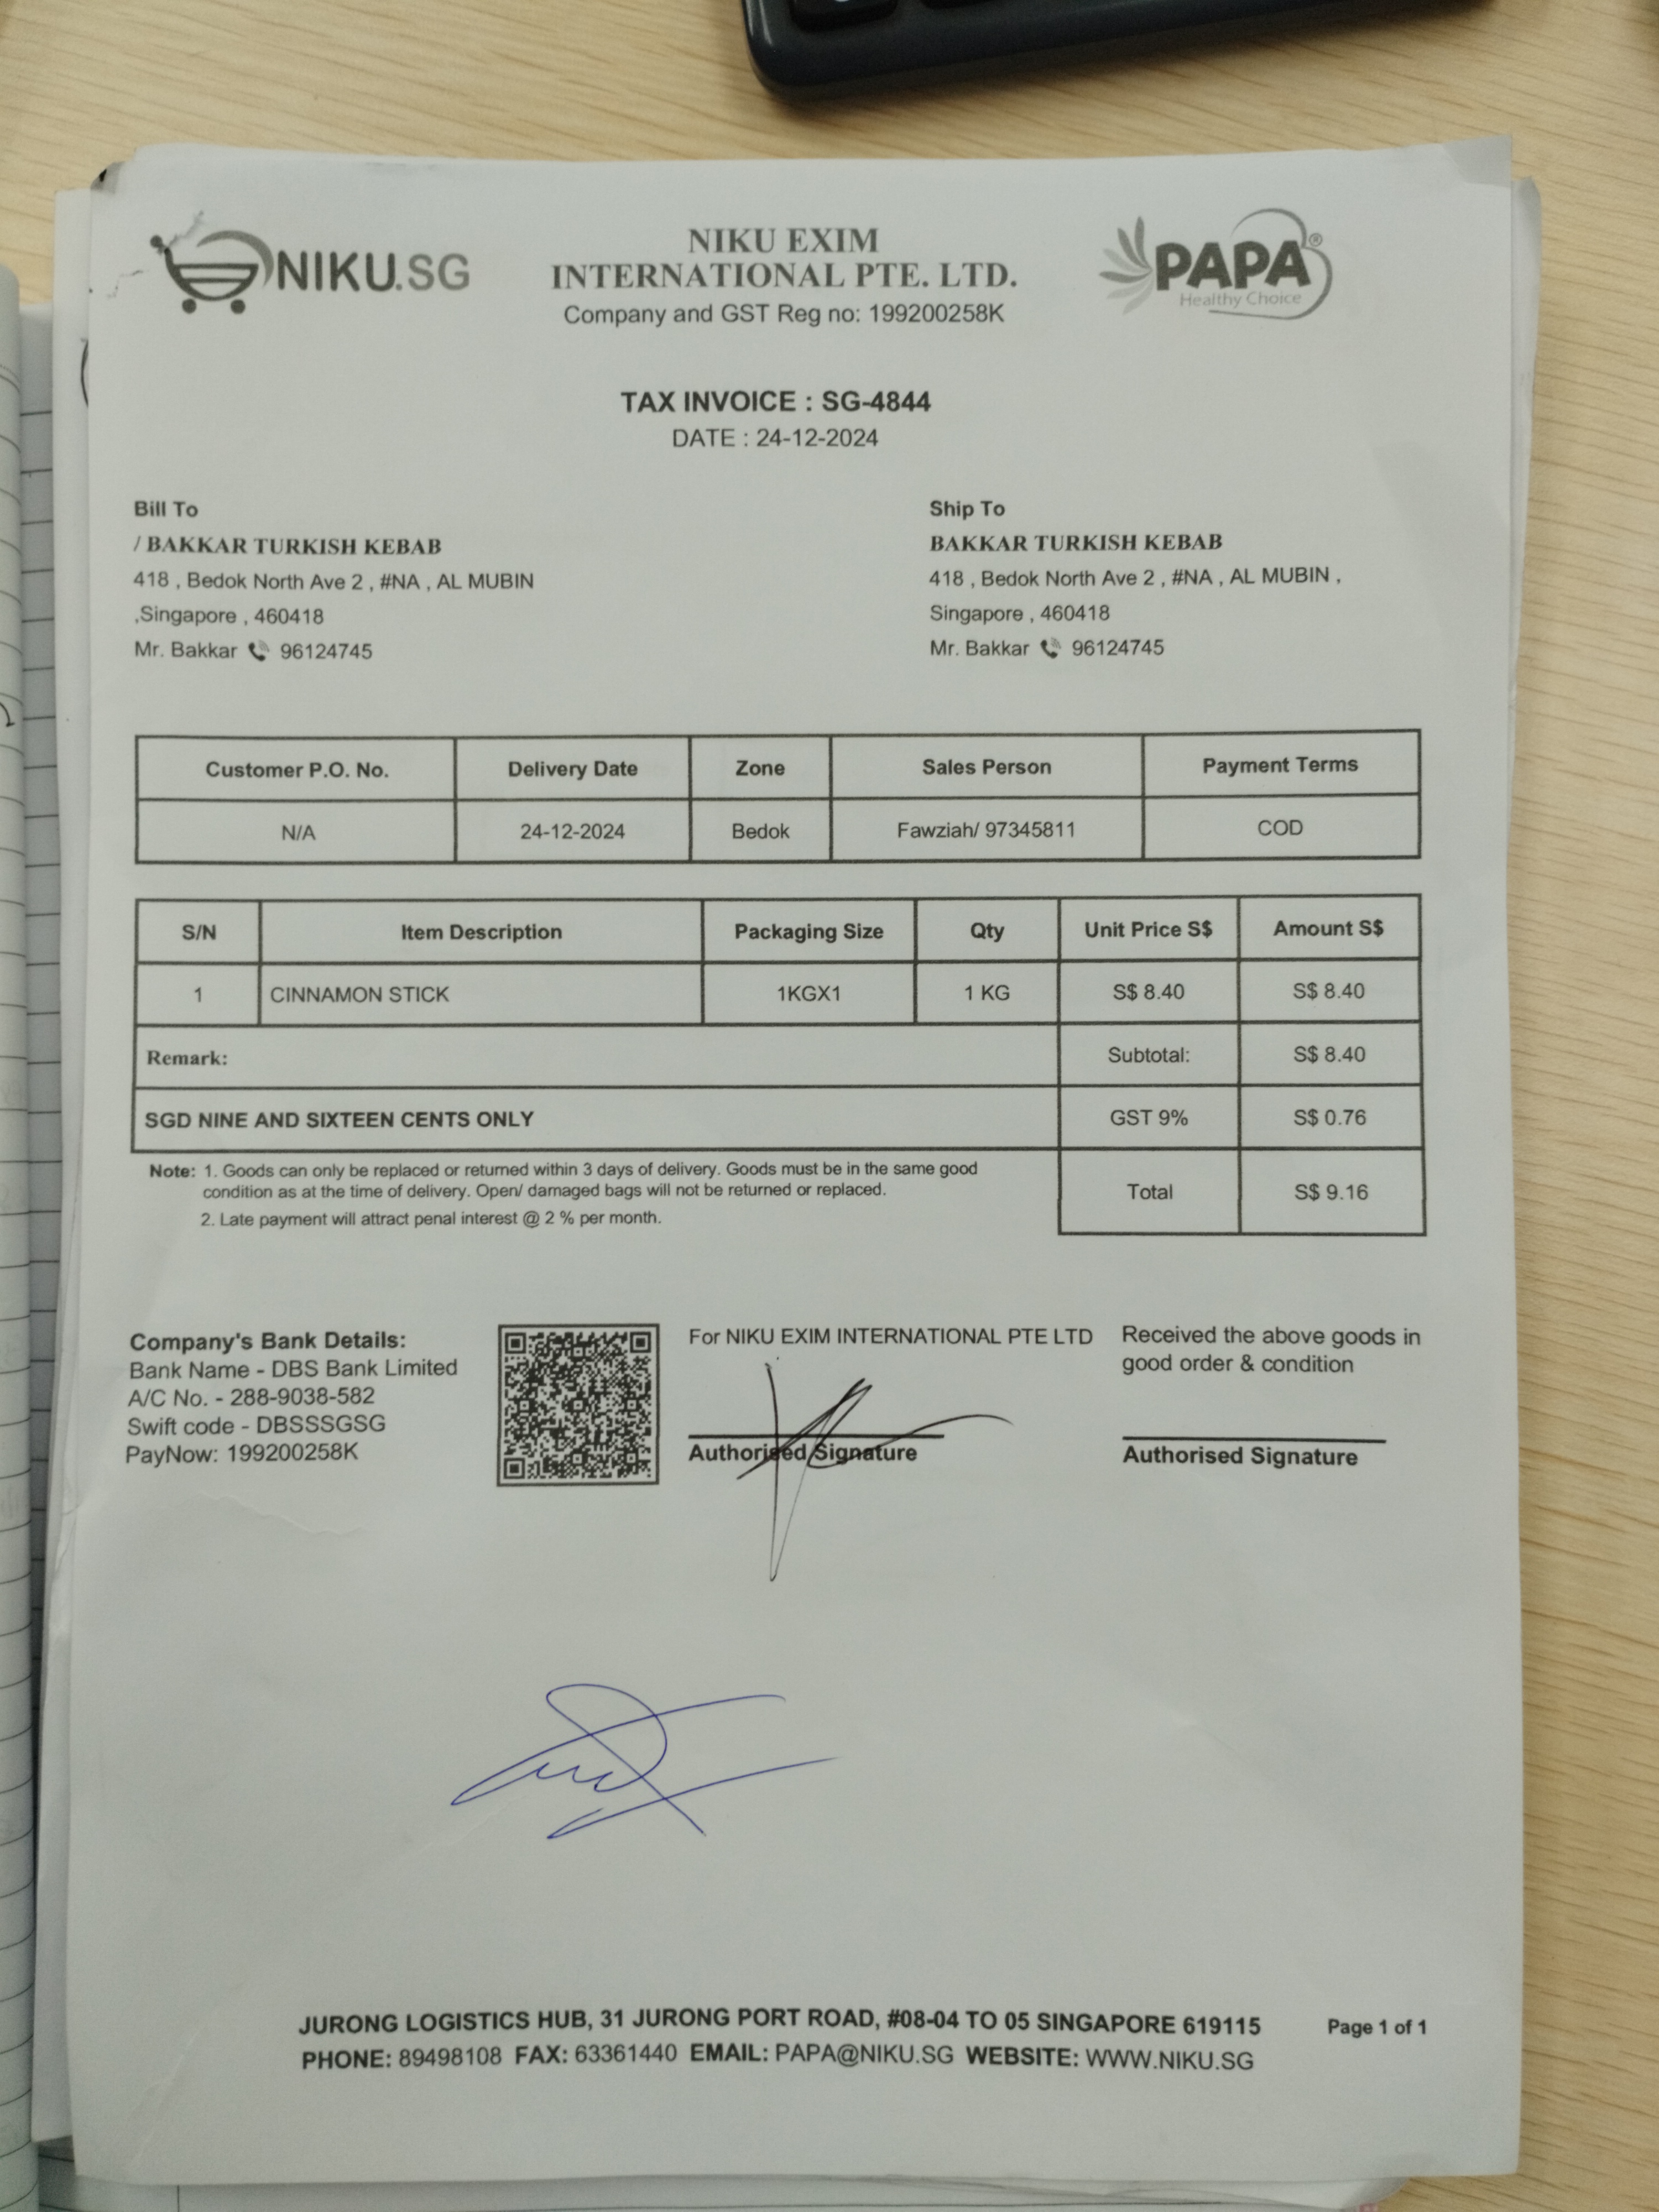 NIKU.SG
NIKU EXIM
INTERNATIONAL PTE. LTD.
Company and GST Reg no: 199200258K
PAPA®
Healthy Choice
TAX INVOICE : SG-4844
DATE : 24-12-2024
Bill To
/ BAKKAR TURKISH KEBAB
418 , Bedok North Ave 2 , #NA , AL MUBIN
,Singapore , 460418
Mr. Bakkar 96124745
Ship To
BAKKAR TURKISH KEBAB
418 , Bedok North Ave 2 , #NA , AL MUBIN ,
Singapore , 460418
Mr. Bakkar 96124745
Customer P.O. No. Delivery Date Zone Sales Person Payment Terms
N/A 24-12-2024 Bedok Fawziah/ 97345811 COD
S/N Item Description Packaging Size Qty Unit Price S$ Amount S$
1 CINNAMON STICK 1KGX1 1 KG S$ 8.40 S$ 8.40
Remark: Subtotal: S$ 8.40
SGD NINE AND SIXTEEN CENTS ONLY GST 9% S$ 0.76
Total S$ 9.16
Note: 1. Goods can only be replaced or returned within 3 days of delivery. Goods must be in the same good
condition as at the time of delivery. Open/ damaged bags will not be returned or replaced.
2. Late payment will attract penal interest @ 2 % per month.
Company's Bank Details:
Bank Name - DBS Bank Limited
A/C No. - 288-9038-582
Swift code - DBSSSGSG
PayNow: 199200258K
For NIKU EXIM INTERNATIONAL PTE LTD
Authorised Signature
Received the above goods in
good order & condition
Authorised Signature
JURONG LOGISTICS HUB, 31 JURONG PORT ROAD, #08-04 TO 05 SINGAPORE 619115
PHONE: 89498108 FAX: 63361440 EMAIL: PAPA@NIKU.SG WEBSITE: WWW.NIKU.SG
Page 1 of 1